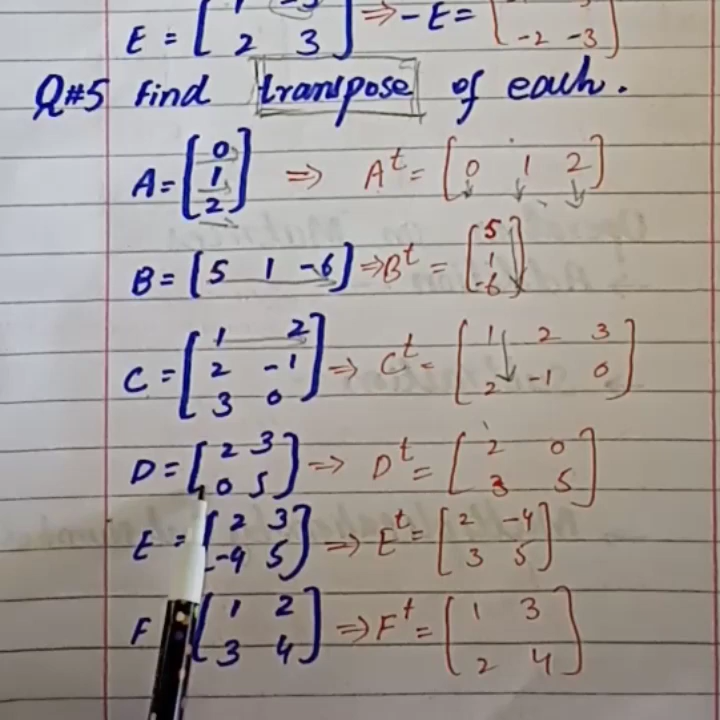 E = [ 2 3 ] ⇒ -E = [ -2 -3 ]
Q#5 Find transpose of each.
A = [ 0
1
2 ] ⇒ A^t = [ 0 1 2 ]
B = [ 5 1 -6 ] ⇒ B^t = [ 5
1
-6 ]
C = [ 1 2
2 -1
3 0 ] ⇒ C^t = [ 1 2 3
2 -1 0 ]
D = [ 2 3
0 5 ] ⇒ D^t = [ 2 0
3 5 ]
E = [ 2 3
-4 5 ] ⇒ E^t = [ 2 -4
3 5 ]
F [ 1 2
3 4 ] ⇒ F^t = [ 1 3
2 4 ]